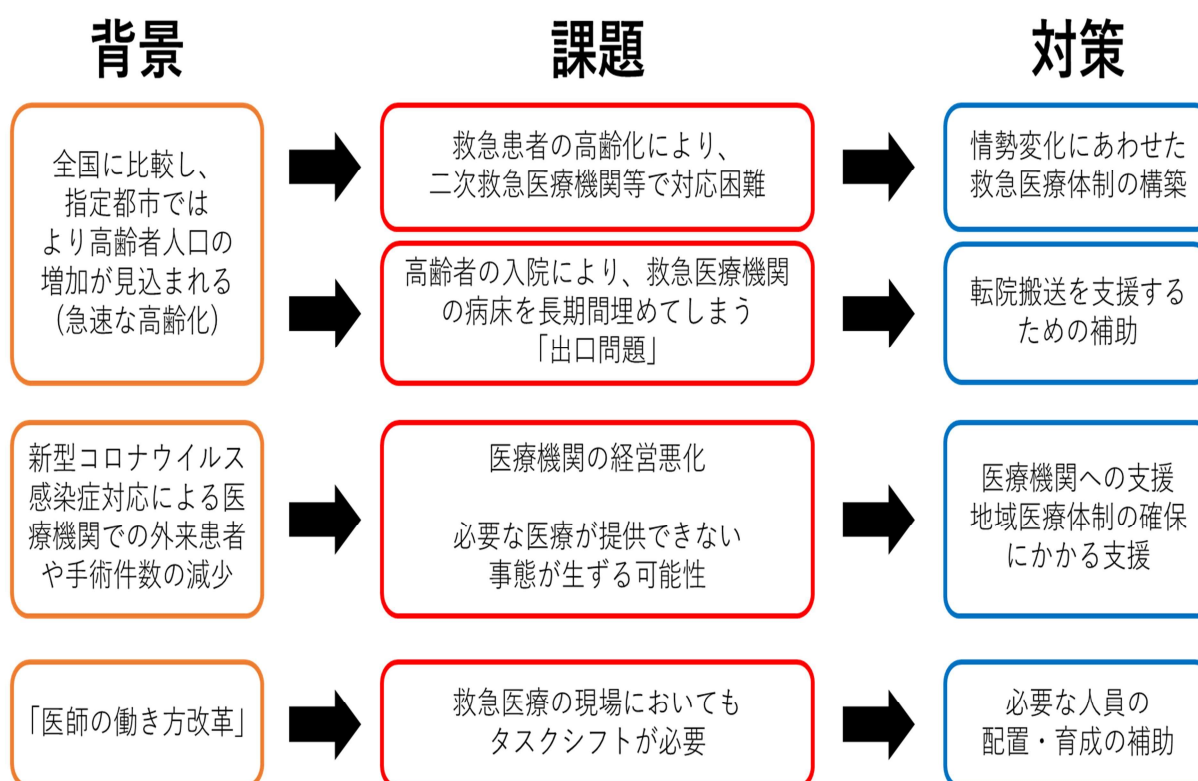 背景
課題
対策
全国に比較し、
指定都市では
より高齢者人口の
増加が見込まれる
（急速な高齢化）
救急患者の高齢化により、
二次救急医療機関等で対応困難
情勢変化にあわせた
救急医療体制の構築
高齢者の入院により、救急医療機関
の病床を長期間埋めてしまう
「出口問題」
転院搬送を支援する
ための補助
新型コロナウイルス
感染症対応による医
療機関での外来患者
や手術件数の減少
医療機関の経営悪化
必要な医療が提供できない
事態が生ずる可能性
医療機関への支援
地域医療体制の確保
にかかる支援
「医師の働き方改革」
救急医療の現場においても
タスクシフトが必要
必要な人員の
配置・育成の補助